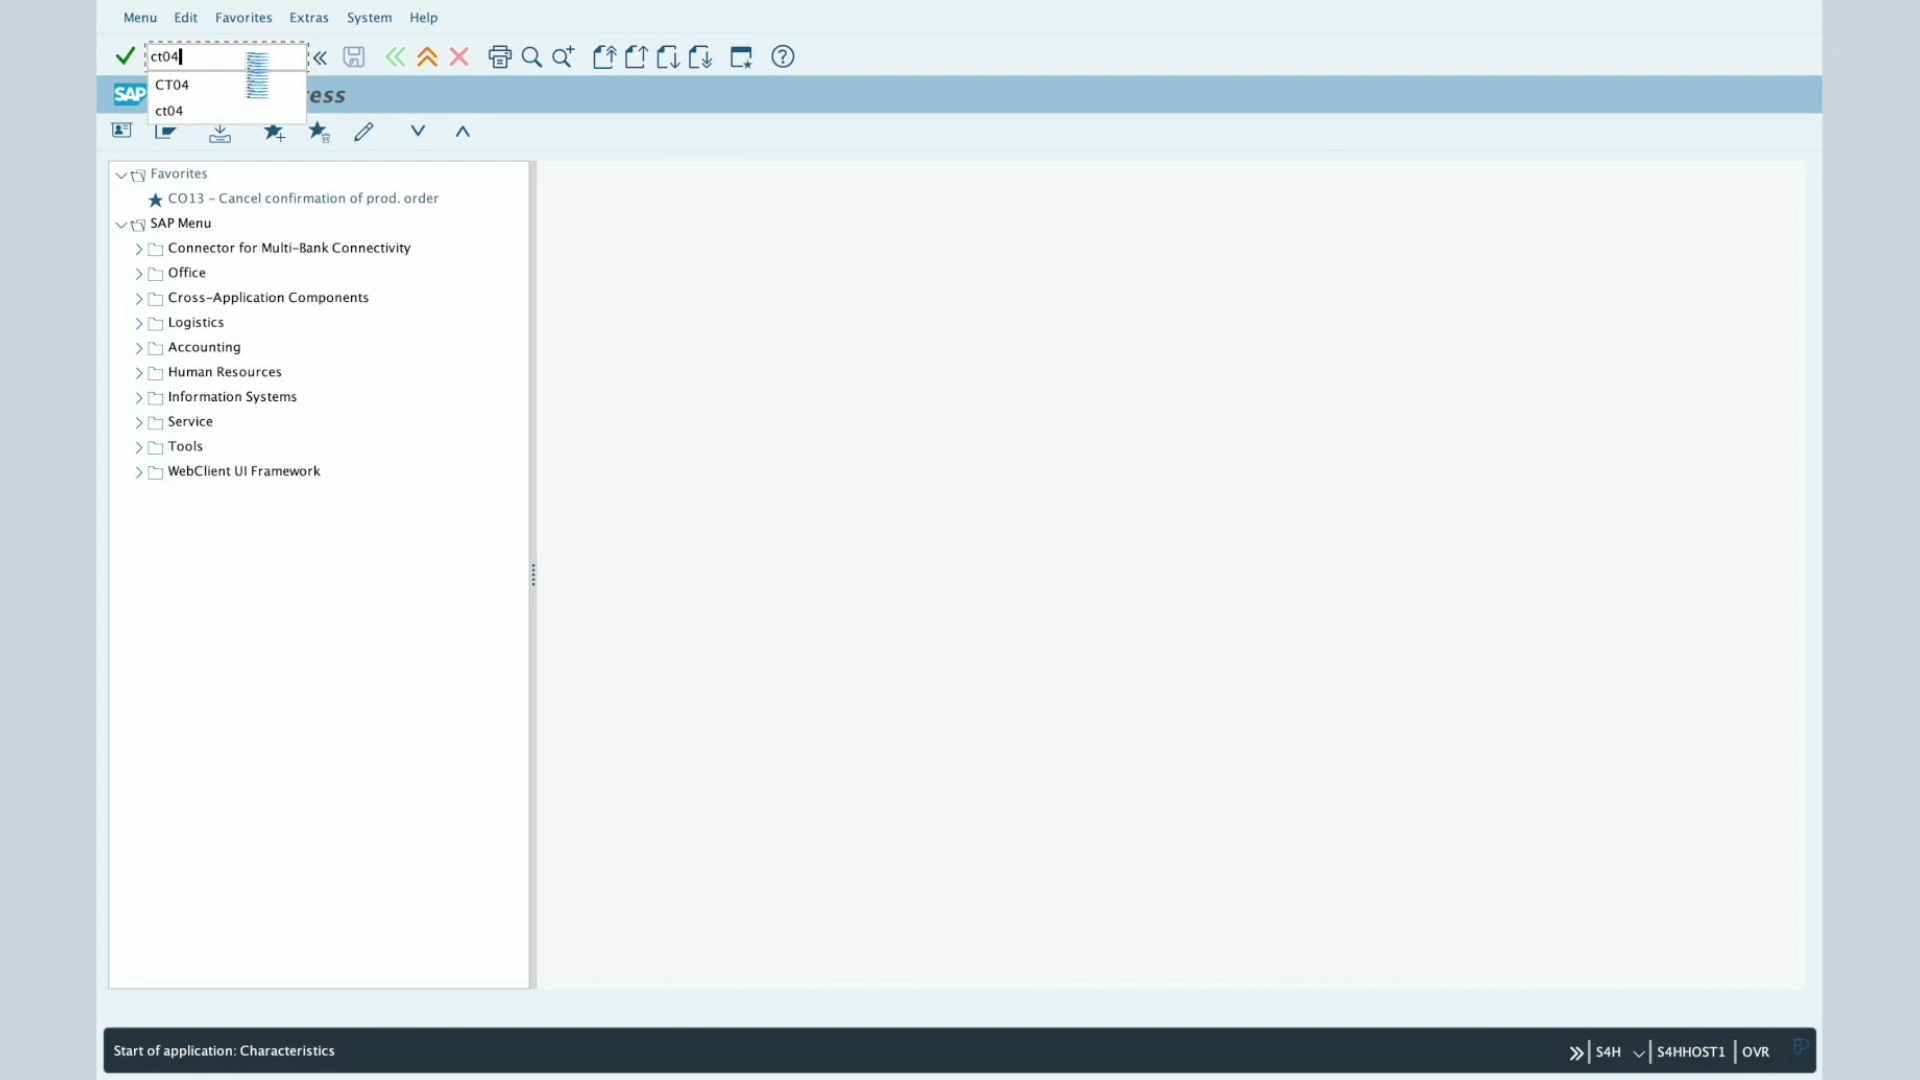 Menu Edit Favorites Extras System Help
ct04
CT04
ct04
SAP ess
Favorites
CO13 - Cancel confirmation of prod. order
SAP Menu
Connector for Multi-Bank Connectivity
Office
Cross-Application Components
Logistics
Accounting
Human Resources
Information Systems
Service
Tools
WebClient UI Framework
Start of application: Characteristics
S4H S4HHOST1 OVR